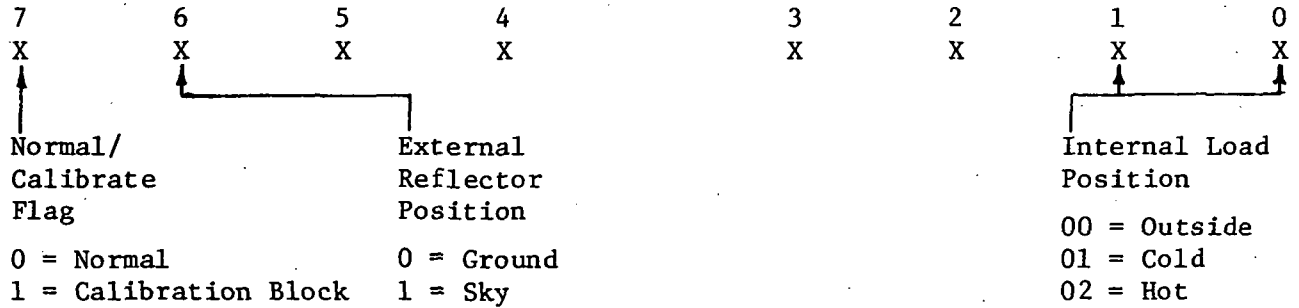 7 6 5 4 3 2 1 0
X X X X X X X X
Normal/ External Internal Load
Calibrate Reflector Position
Flag Position
00 = Outside
0 = Normal 0 = Ground 01 = Cold
1 = Calibration Block 1 = Sky 02 = Hot